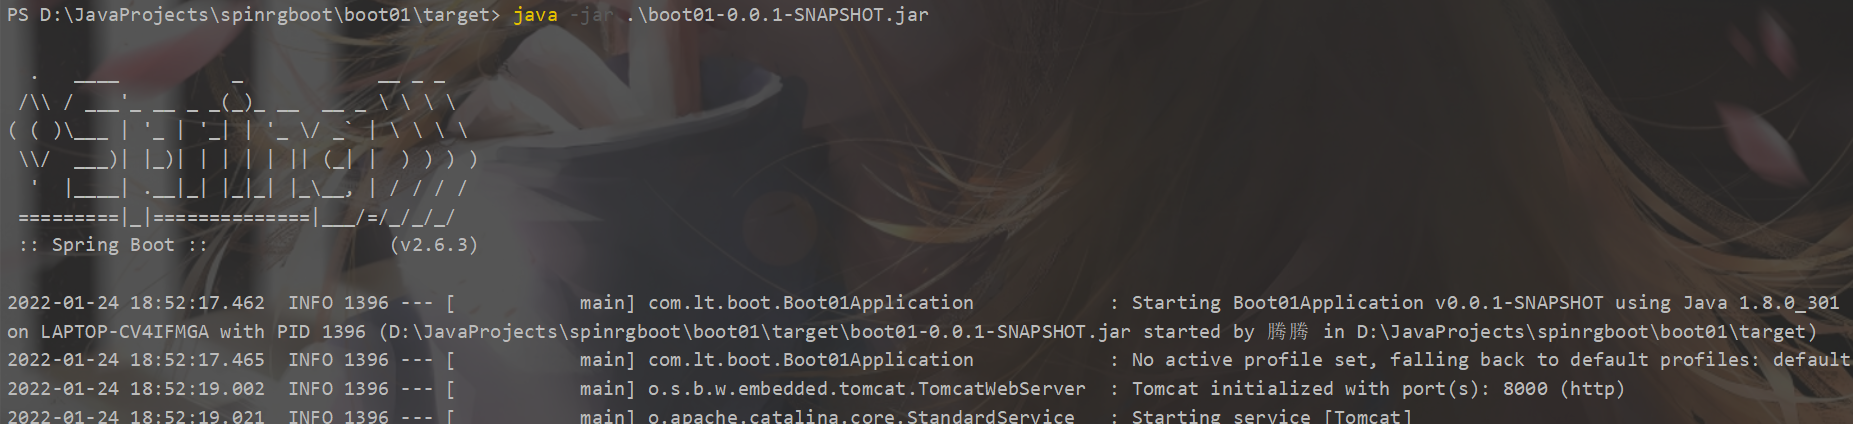 PS D:\JavaProjects\spinrgboot\boot01\target> java -jar .\boot01-0.0.1-SNAPSHOT.jar
  .   ____          _            __ _ _
 /\\ / ___'_ __ _ _(_)_ __  __ _ \ \ \ \
( ( )\___ | '_ | '_| | '_ \/ _` | \ \ \ \
 \\/  ___)| |_)| | | | | || (_| |  ) ) ) )
  '  |____| .__|_| |_|_| |_\__, | / / / /
 =========|_|==============|___/=/_/_/_/
 :: Spring Boot ::                (v2.6.3)
2022-01-24 18:52:17.462  INFO 1396 --- [           main] com.lt.boot.Boot01Application            : Starting Boot01Application v0.0.1-SNAPSHOT using Java 1.8.0_301
on LAPTOP-CV4IFMGA with PID 1396 (D:\JavaProjects\spinrgboot\boot01\target\boot01-0.0.1-SNAPSHOT.jar started by 腾腾 in D:\JavaProjects\spinrgboot\boot01\target)
2022-01-24 18:52:17.465  INFO 1396 --- [           main] com.lt.boot.Boot01Application            : No active profile set, falling back to default profiles: default
2022-01-24 18:52:19.002  INFO 1396 --- [           main] o.s.b.w.embedded.tomcat.TomcatWebServer  : Tomcat initialized with port(s): 8000 (http)
2022-01-24 18:52:19.021  INFO 1396 --- [           main] o.apache.catalina.core.StandardService   : Starting service [Tomcat]